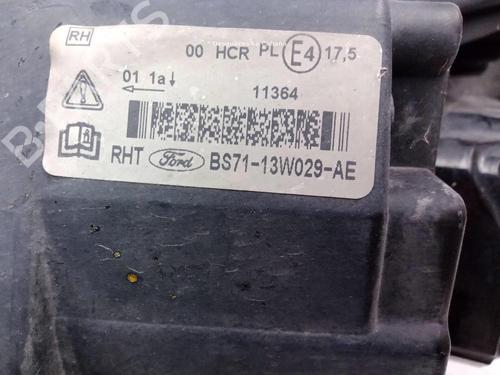 RH
00 HCR PL E4 17,5
01 1a↓
←
11364
RHT Ford BS71-13W029-AE